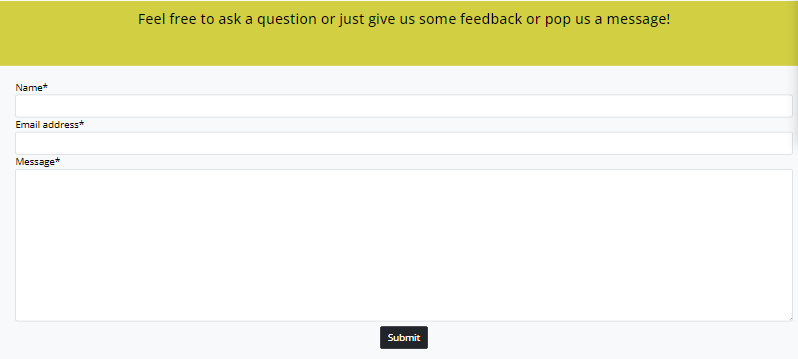 Feel free to ask a question or just give us some feedback or pop us a message!
Name*
Email address*
Message*
Submit